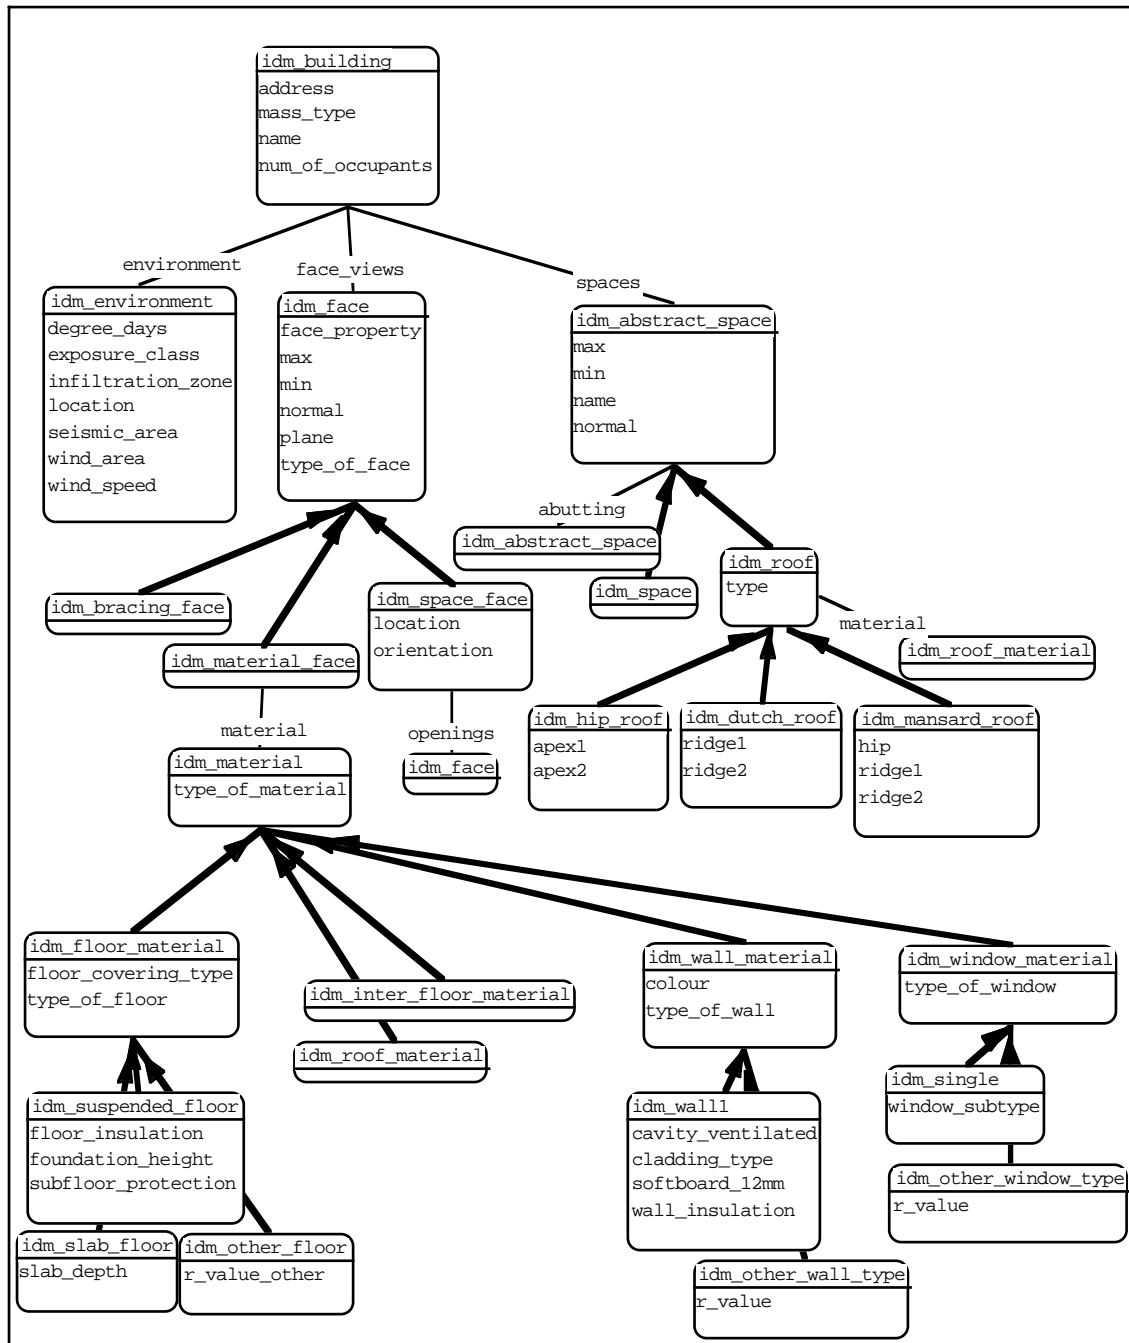 idm_building
address
mass_type
name
num_of_occupants
environment
face_views
spaces
idm_environment
degree_days
exposure_class
infiltration_zone
location
seismic_area
wind_area
wind_speed
idm_face
face_property
max
min
normal
plane
type_of_face
idm_abstract_space
max
min
name
normal
abutting
idm_abstract_space
idm_space
idm_roof
type
material
idm_roof_material
idm_bracing_face
idm_material_face
idm_space_face
location
orientation
material
openings
idm_face
idm_hip_roof
apex1
apex2
idm_dutch_roof
ridge1
ridge2
idm_mansard_roof
hip
ridge1
ridge2
idm_material
type_of_material
idm_floor_material
floor_covering_type
type_of_floor
idm_inter_floor_material
idm_roof_material
idm_wall_material
colour
type_of_wall
idm_window_material
type_of_window
idm_suspended_floor
floor_insulation
foundation_height
subfloor_protection
idm_slab_floor
slab_depth
idm_other_floor
r_value_other
idm_wall1
cavity_ventilated
cladding_type
softboard_12mm
wall_insulation
idm_other_wall_type
r_value
idm_single
window_subtype
idm_other_window_type
r_value